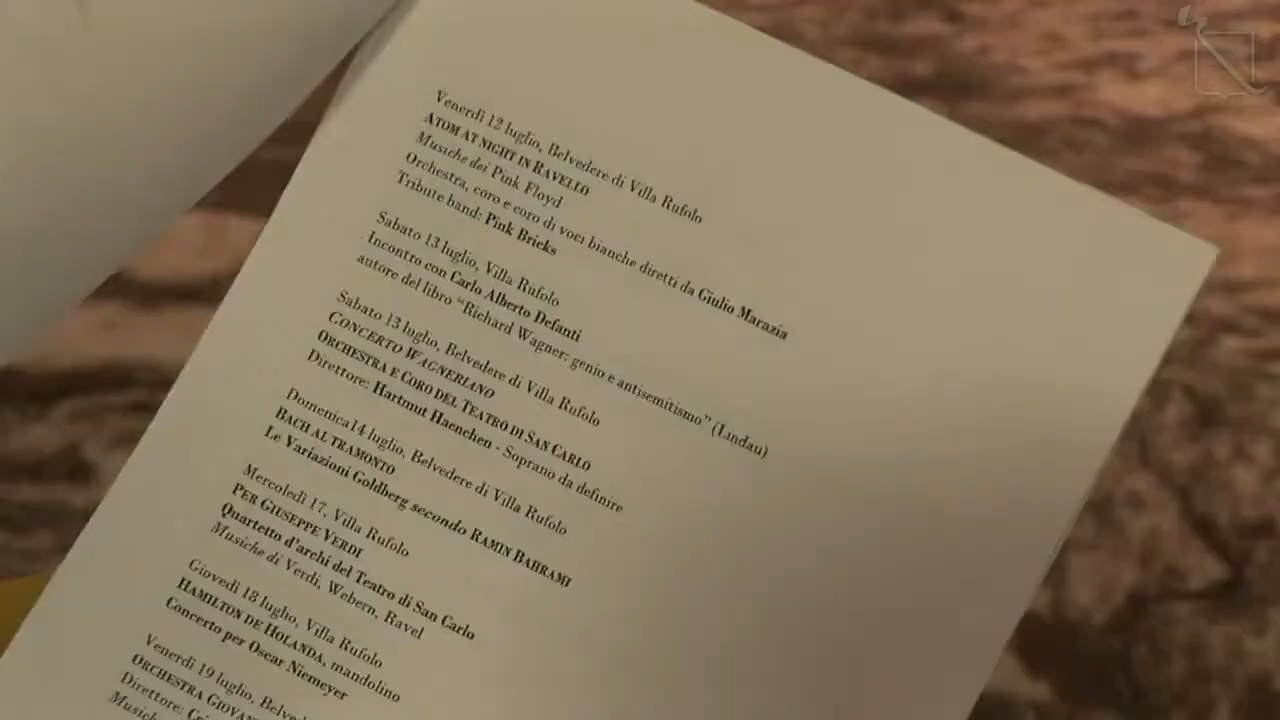 Venerdì 12 luglio, Belvedere di Villa Rufolo
ATOM AT NIGHT IN RAVELLO
Musiche dei Pink Floyd
Orchestra, coro e coro di voci bianche diretti da Giulio Marazia
Tribute band: Pink Bricks
Sabato 13 luglio, Villa Rufolo
Incontro con Carlo Alberto Defanti
autore del libro “Richard Wagner: genio e antisemitismo” (Lindau)
Sabato 13 luglio, Belvedere di Villa Rufolo
CONCERTO WAGNERIANO
ORCHESTRA E CORO DEL TEATRO DI SAN CARLO
Direttore: Hartmut Haenchen - Soprano da definire
Domenica14 luglio, Belvedere di Villa Rufolo
BACH AL TRAMONTO
Le Variazioni Goldberg secondo RAMIN BAHRAMI
Mercoledì 17, Villa Rufolo
PER GIUSEPPE VERDI
Quartetto d'archi del Teatro di San Carlo
Musiche di Verdi, Webern, Ravel
Giovedì 18 luglio, Villa Rufolo
HAMILTON DE HOLANDA, mandolino
Concerto per Oscar Niemeyer
Venerdì 19 luglio,
ORCHESTRA
Direttore: